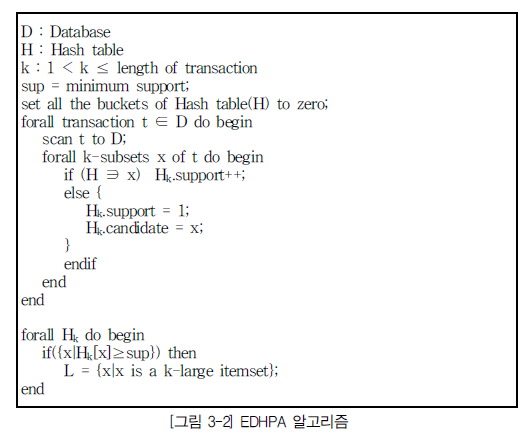 D : Database
H : Hash table
k : 1 < k ≤ length of transaction
sup = minimum support;
set all the buckets of Hash table(H) to zero;
forall transaction t ∈ D do begin
scan t to D;
forall k-subsets x of t do begin
if (H ∋ x) Hk.support++;
else {
Hk.support = 1;
Hk.candidate = x;
}
endif
end
end
forall Hk do begin
if({x|Hk[x]≥sup}) then
L = {x|x is a k-large itemset};
end
[그림 3-2] EDHPA 알고리즘